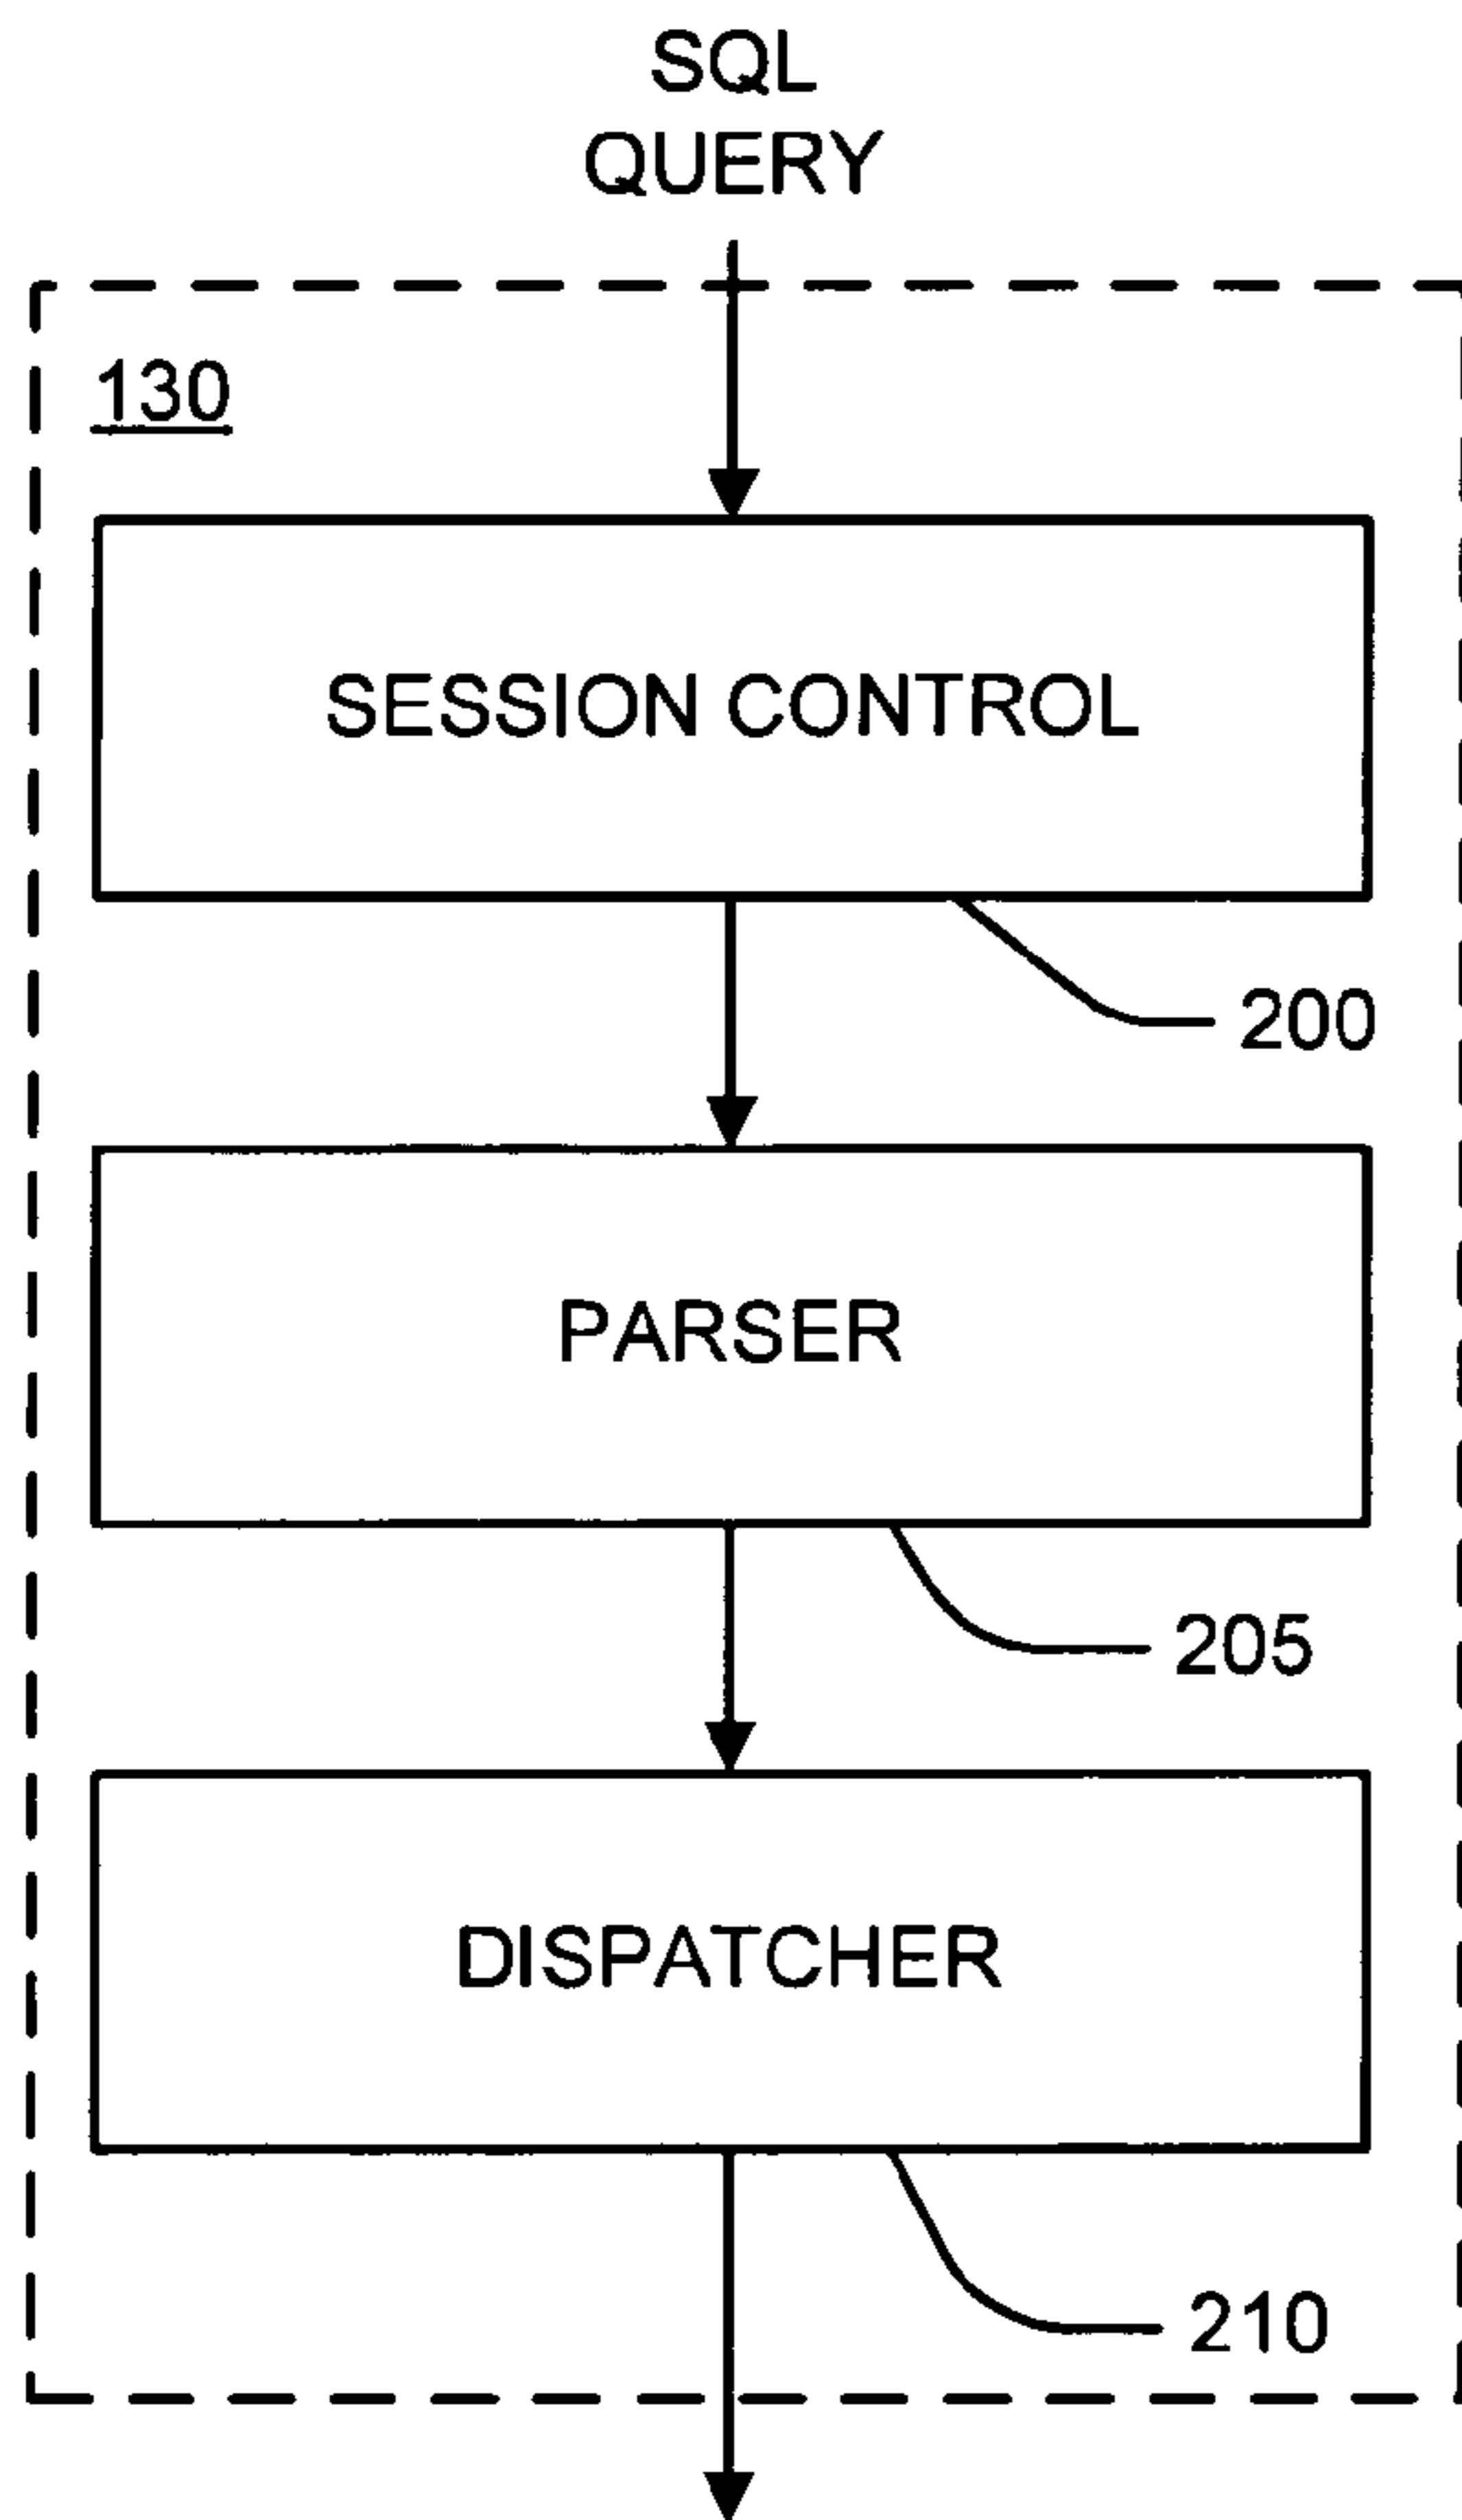 SQL
QUERY
130
SESSION CONTROL
200
PARSER
205
DISPATCHER
210